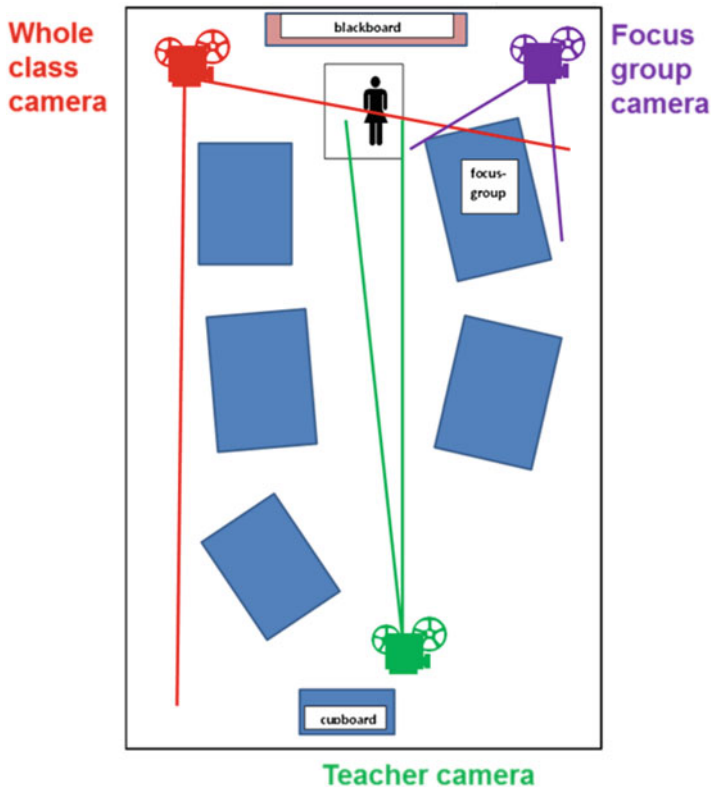 Whole
class
camera
blackboard
Focus
group
camera
focus-
group
cupboard
Teacher camera